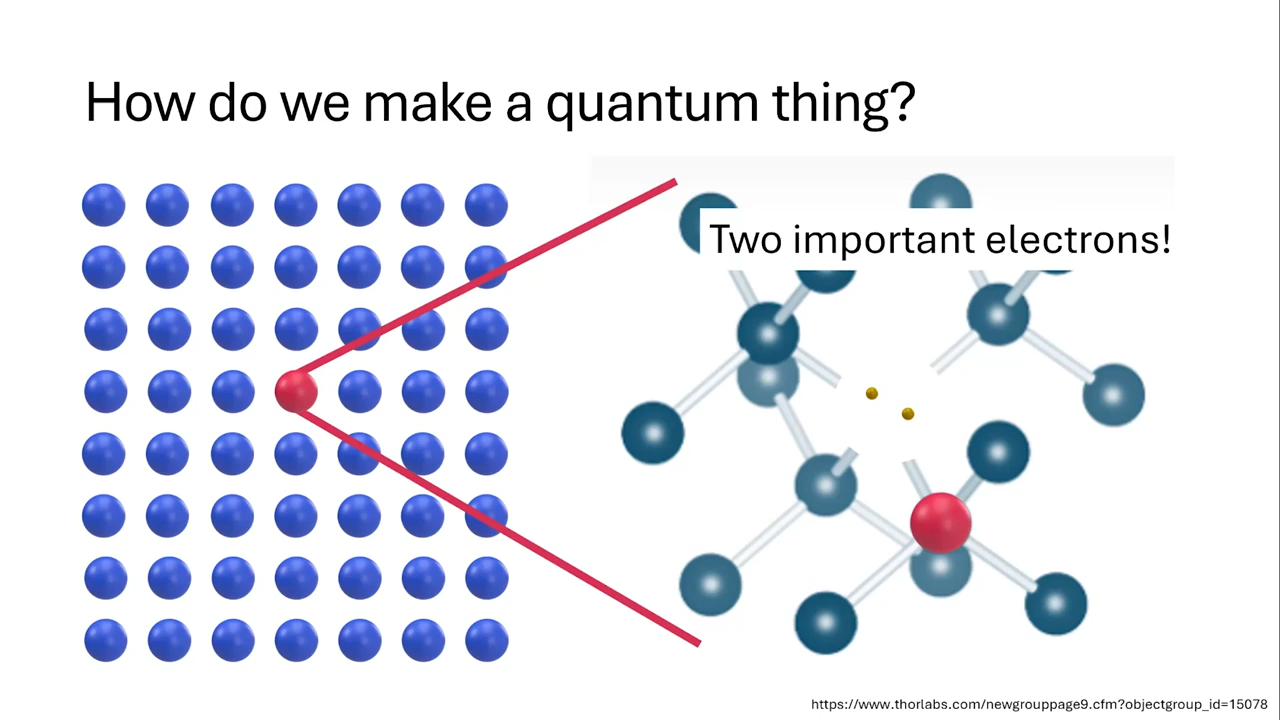 How do we make a quantum thing?
Two important electrons!
https://www.thorlabs.com/newgrouppage9.cfm?objectgroup_id=15078